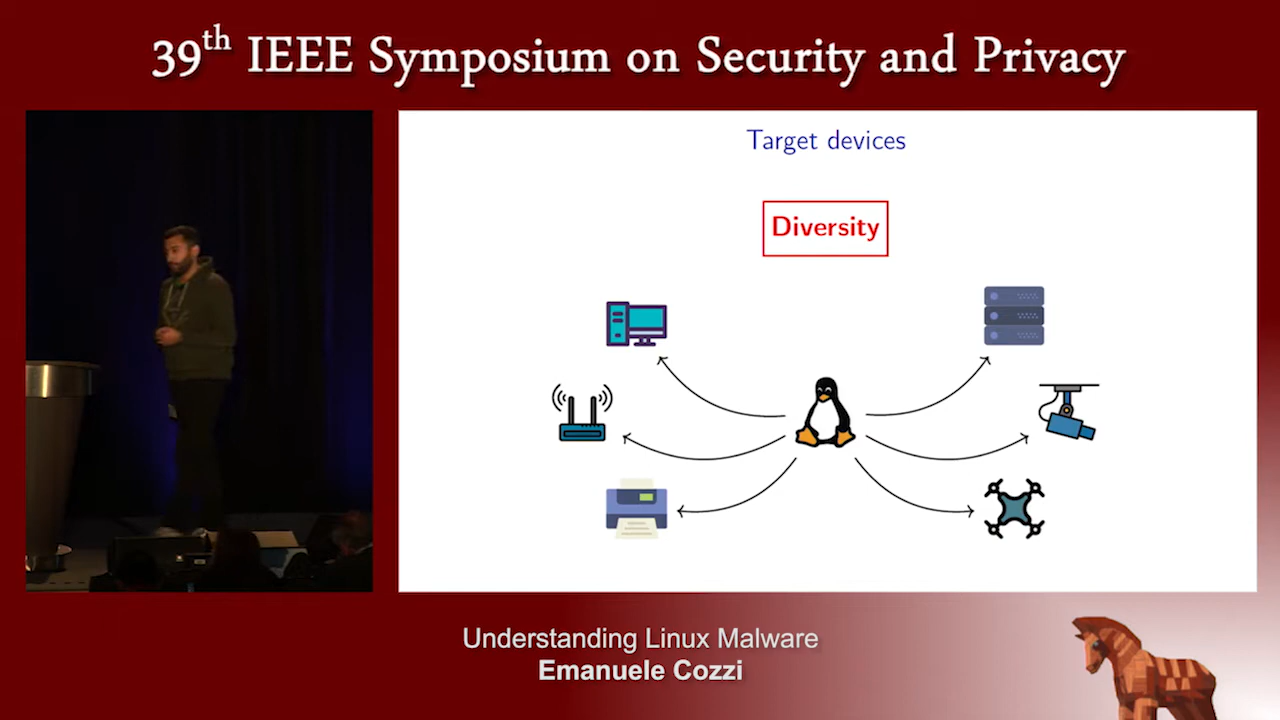 39th IEEE Symposium on Security and Privacy
Target devices
Diversity
Understanding Linux Malware
Emanuele Cozzi